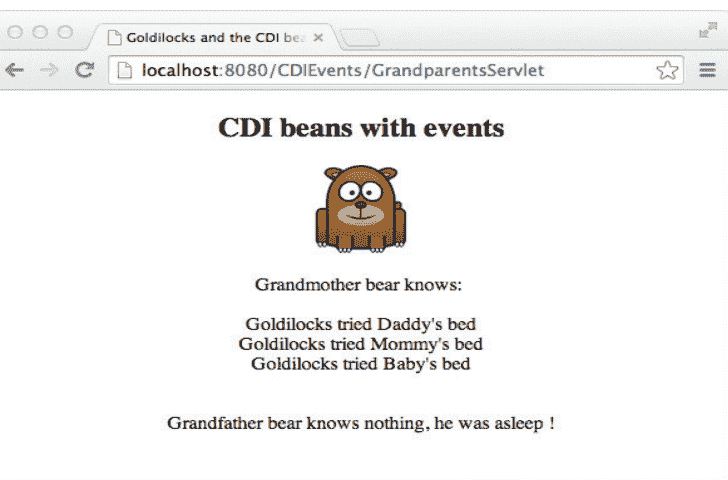 Goldilocks and the CDI bea
localhost:8080/CDIEvents/GrandparentsServlet
CDI beans with events
Grandmother bear knows:
Goldilocks tried Daddy's bed
Goldilocks tried Mommy's bed
Goldilocks tried Baby's bed
Grandfather bear knows nothing, he was asleep !